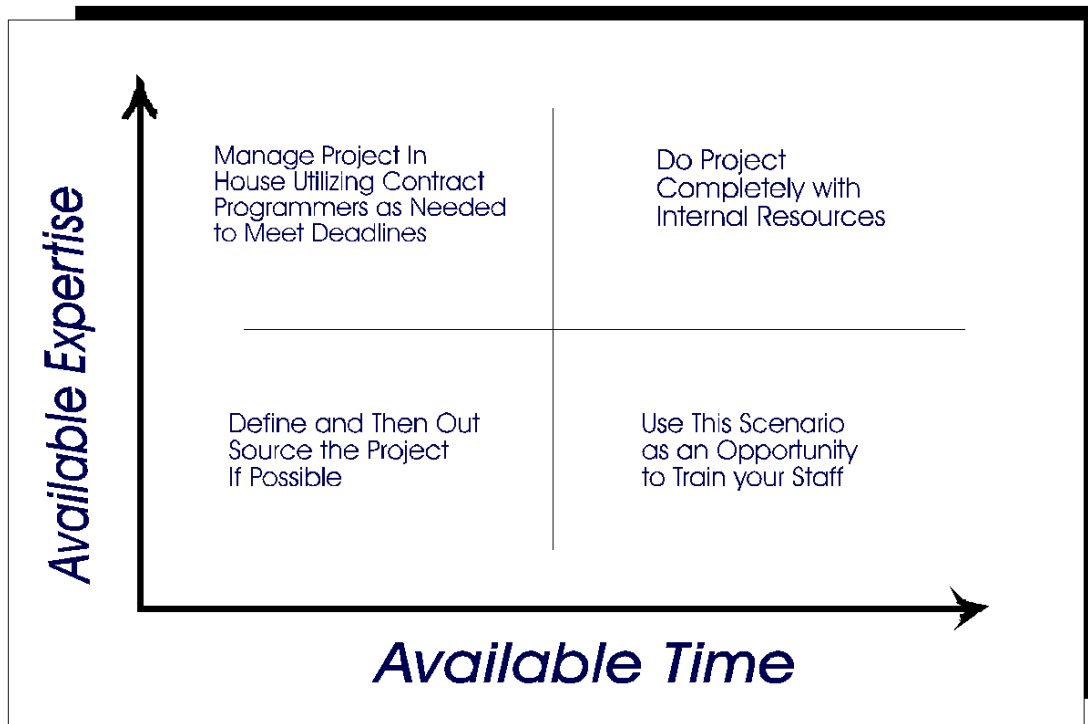 Manage Project In
House Utilizing Contract
Programmers as Needed
to Meet Deadlines
Do Project
Completely with
Internal Resources
Available Expertise
Define and Then Out
Source the Project
If Possible
Use This Scenario
as an Opportunity
to Train your Staff
Available Time